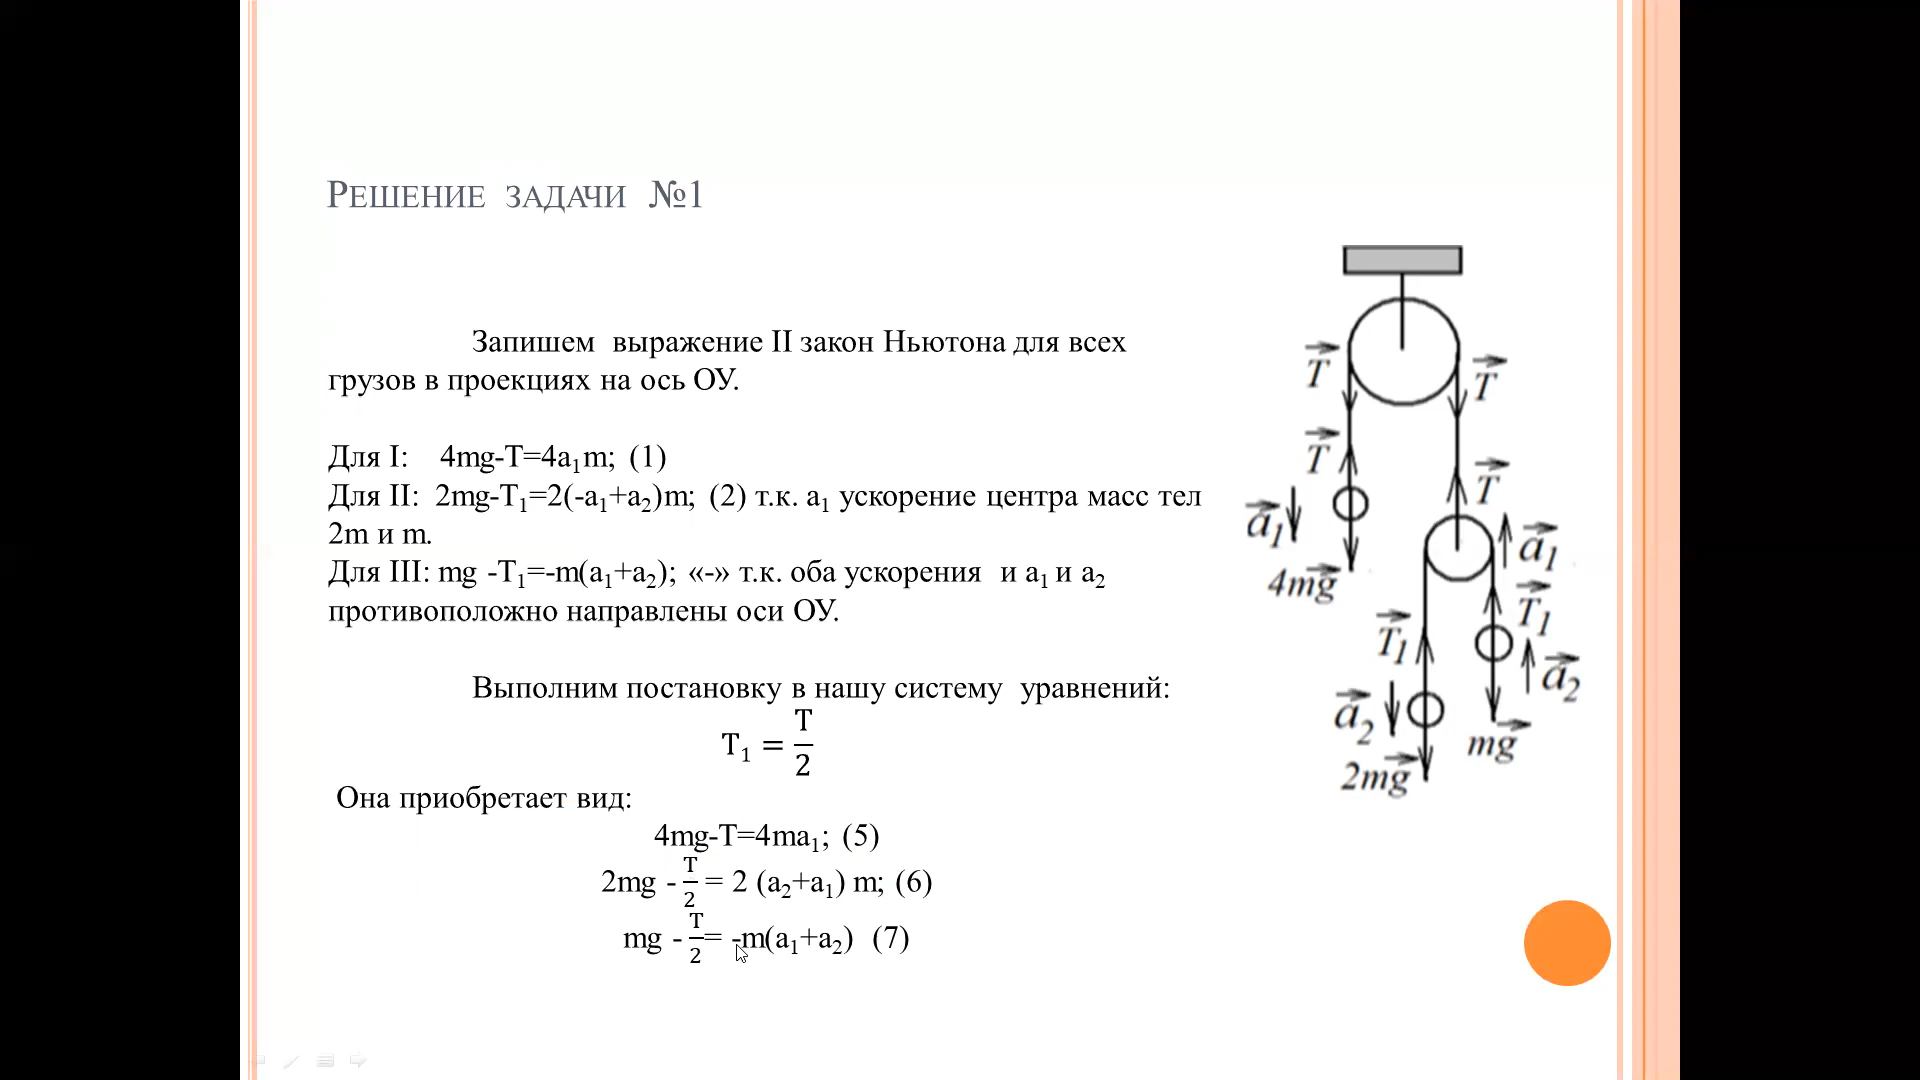 Решение задачи №1
Запишем выражение II закон Ньютона для всех
грузов в проекциях на ось ОУ.
Для I: 4mg-T=4a₁m; (1)
Для II: 2mg-T₁=2(-a₁+a₂)m; (2) т.к. a₁ ускорение центра масс тел
2m и m.
Для III: mg -T₁=-m(a₁+a₂); «-» т.к. оба ускорения и a₁ и a₂
противоположно направлены оси ОУ.
Выполним постановку в нашу систему уравнений:
T₁ = T/2
Она приобретает вид:
4mg-T=4ma₁; (5)
2mg - T/2 = 2 (a₂+a₁) m; (6)
mg - T/2 = -m(a₁+a₂) (7)
T
T
T
T
a₁
a₁
4mg
T₁
T₁
a₂
a₂
mg
2mg